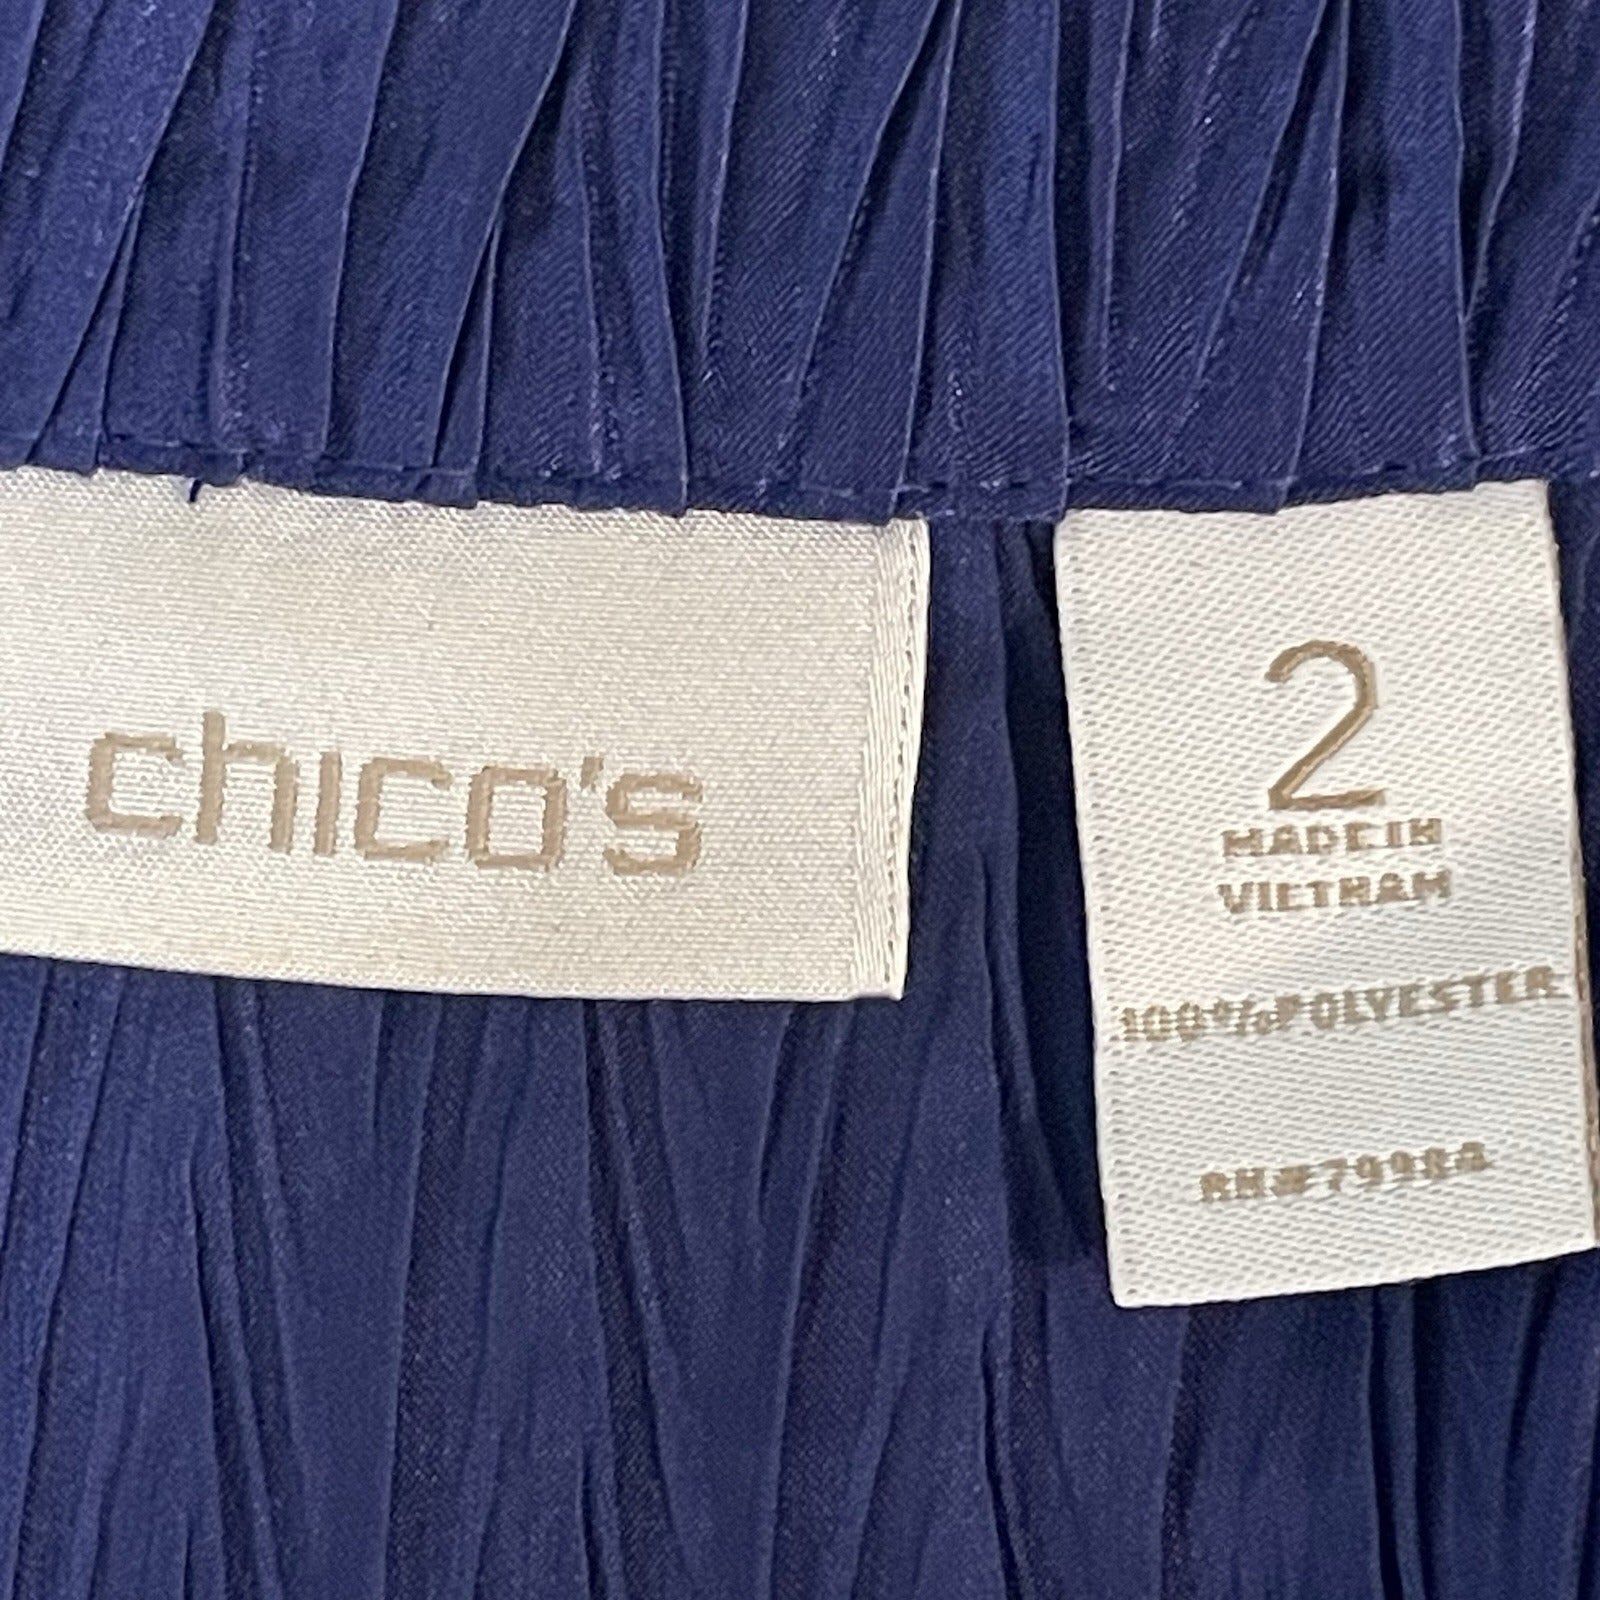 chico's
2
MADE IN
VIETNAM
100% POLYESTER
RN# 79984